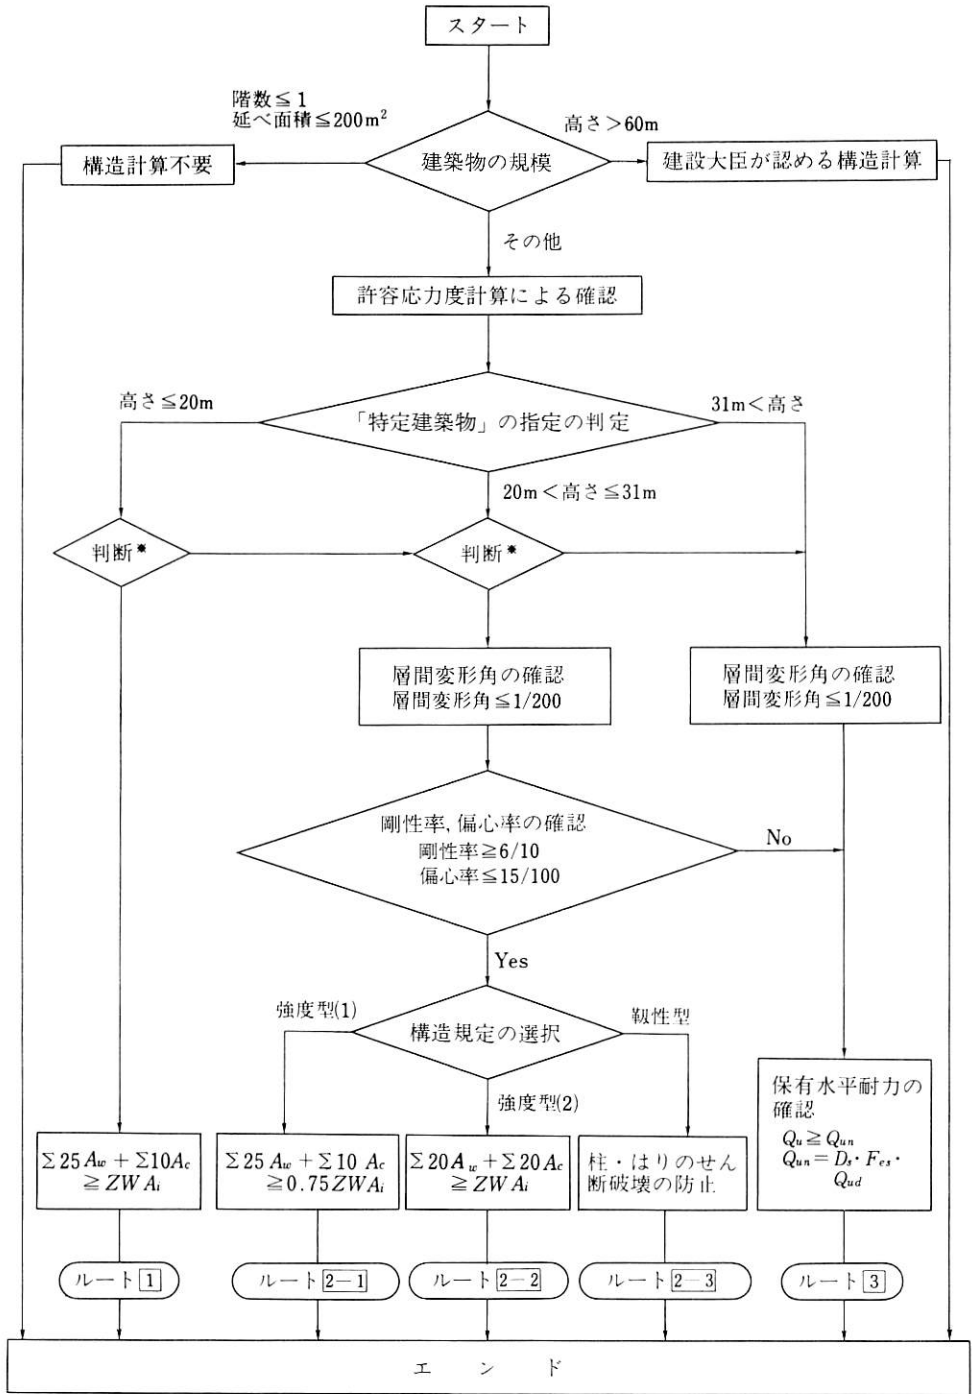 スタート
階数≦1
延べ面積≦200m²
高さ>60m
構造計算不要
建築物の規模
建設大臣が認める構造計算
その他
許容応力度計算による確認
高さ≦20m
31m<高さ
「特定建築物」の指定の判定
20m<高さ≦31m
判断*
判断*
層間変形角の確認
層間変形角≦1/200
層間変形角の確認
層間変形角≦1/200
剛性率,偏心率の確認
剛性率≧6/10
偏心率≦15/100
No
Yes
強度型(1)
構造規定の選択
靱性型
強度型(2)
保有水平耐力の
確認
Qu≧Qun
Qun=Ds・Fes・
Qud
Σ25Aw+Σ10Ac
≧ZWAi
Σ25Aw+Σ10 Ac
≧0.75ZWAi
Σ20Aw+Σ20Ac
≧ZWAi
柱・はりのせん
断破壊の防止
ルート1
ルート2-1
ルート2-2
ルート2-3
ルート3
エンド